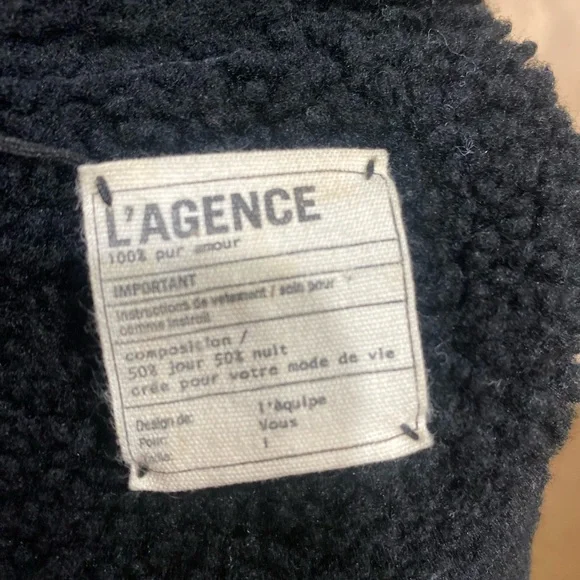 L'AGENCE
100% pur amour
IMPORTANT
Instructions de vetement / soin pour
comme instroit
composition /
50% jour 50% nuit
crée pour votre mode de vie
Design de: l'équipe
Pour: Vous
1